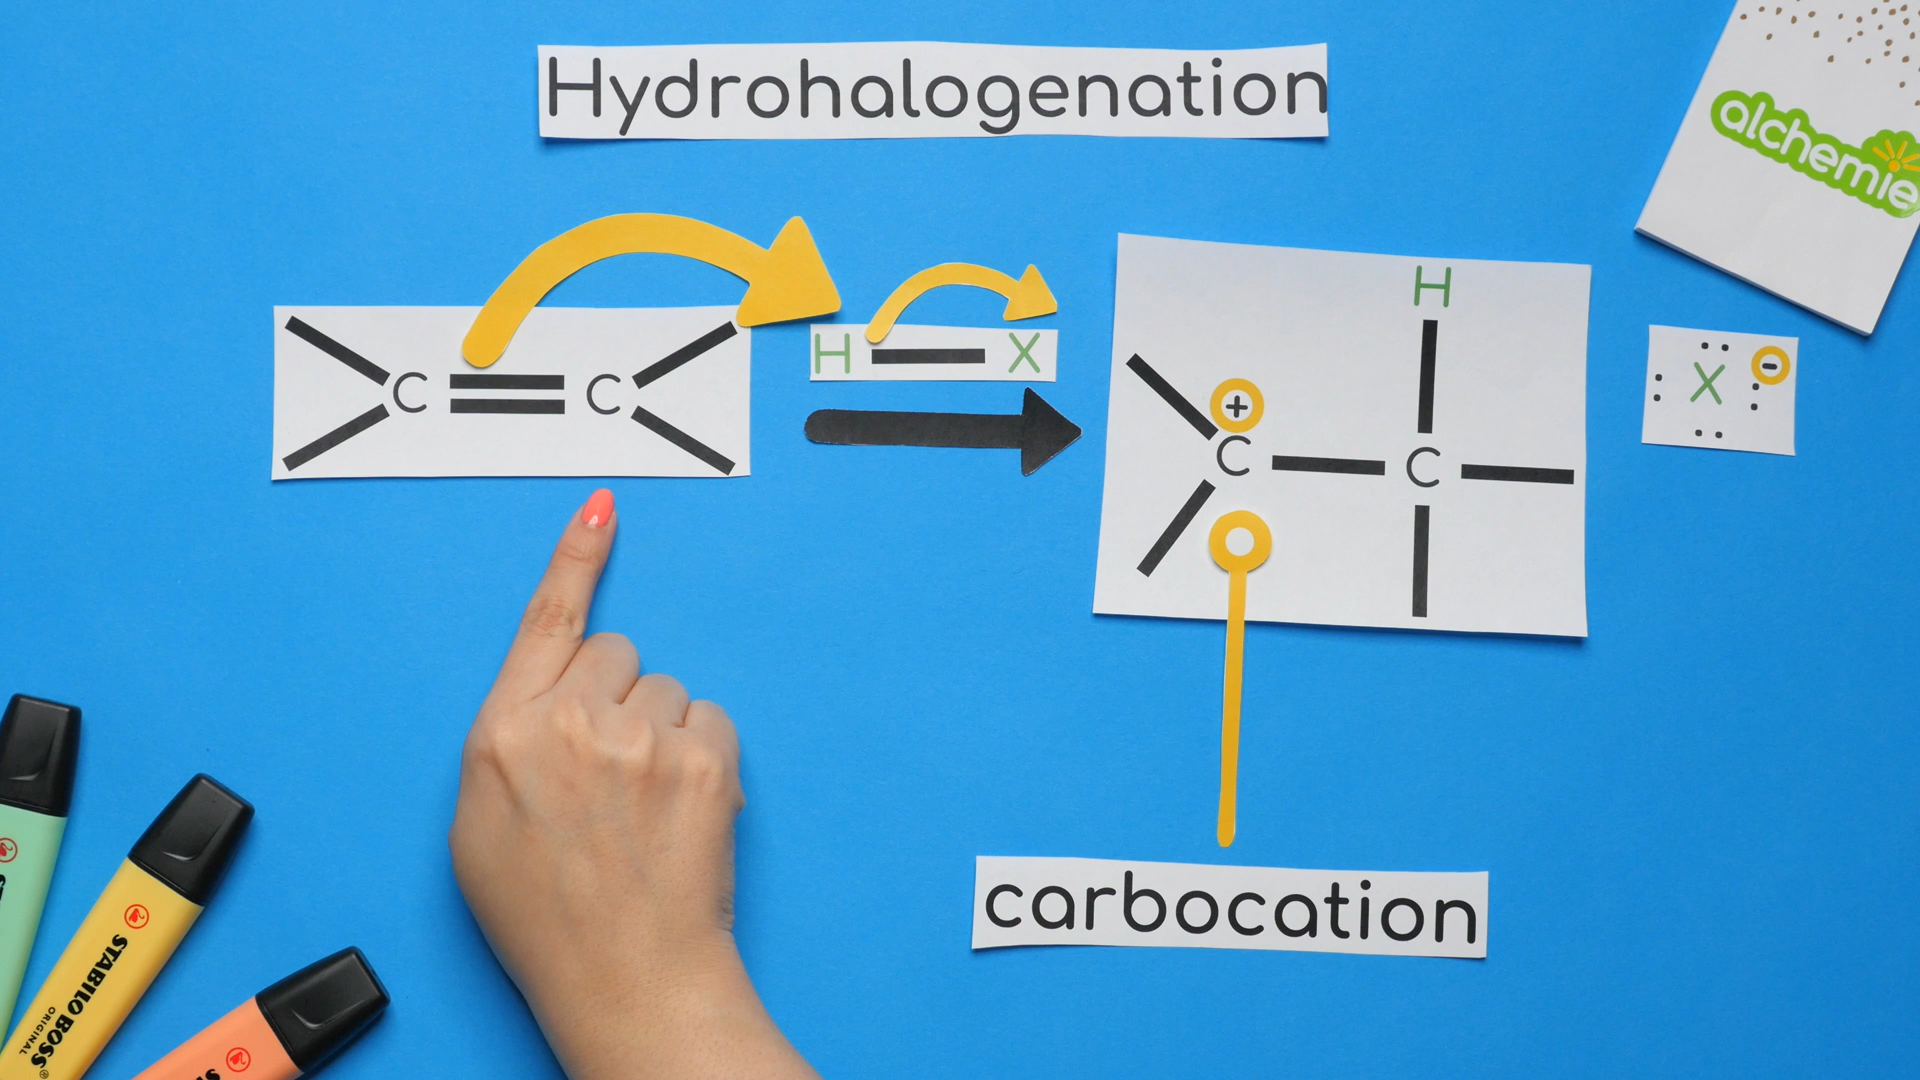 Hydrohalogenation
alchemie
H X
C C
H
+
C C
X -
carbocation
STABILO BOSS
ORIGINAL